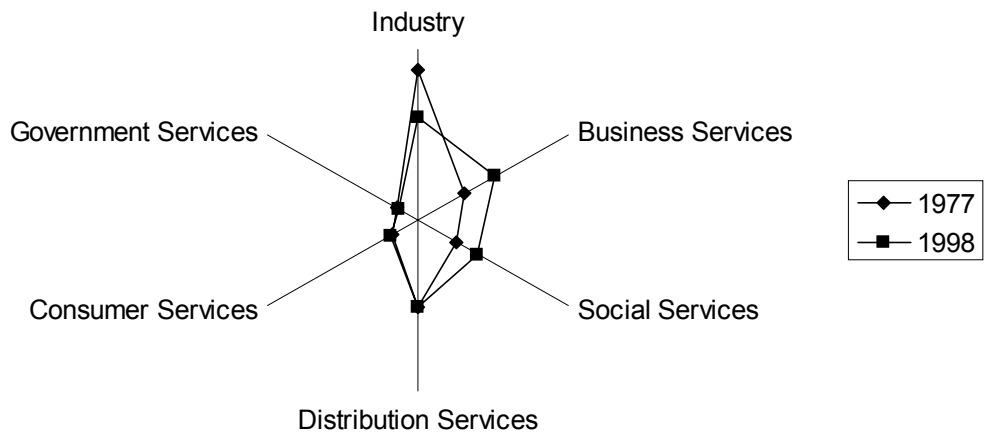 Industry
Government Services
Business Services
1977
1998
Consumer Services
Social Services
Distribution Services